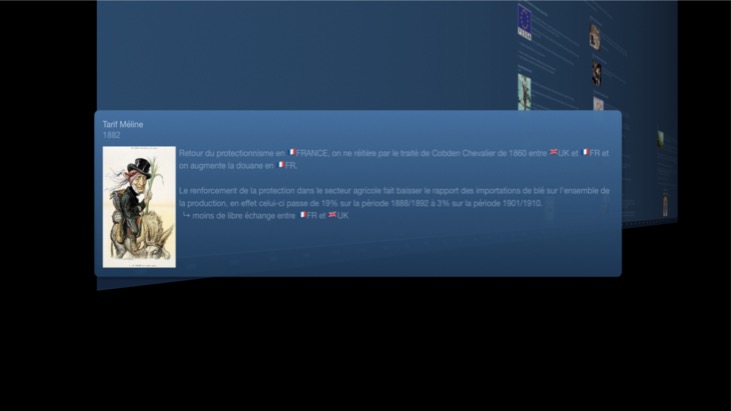 Tarif Méline
1882
Retour du protectionnisme en 🇫🇷FRANCE, on ne réitère par le traité de Cobden Chevalier de 1860 entre 🇬🇧UK et 🇫🇷FR et
on augmente la douane en 🇫🇷FR.
Le renforcement de la protection dans le secteur agricole fait baisser le rapport des importations de blé sur l'ensemble de
la production, en effet celui-ci passe de 19% sur la période 1888/1892 à 3% sur la période 1901/1910.
↪ moins de libre échange entre 🇫🇷FR et 🇬🇧UK